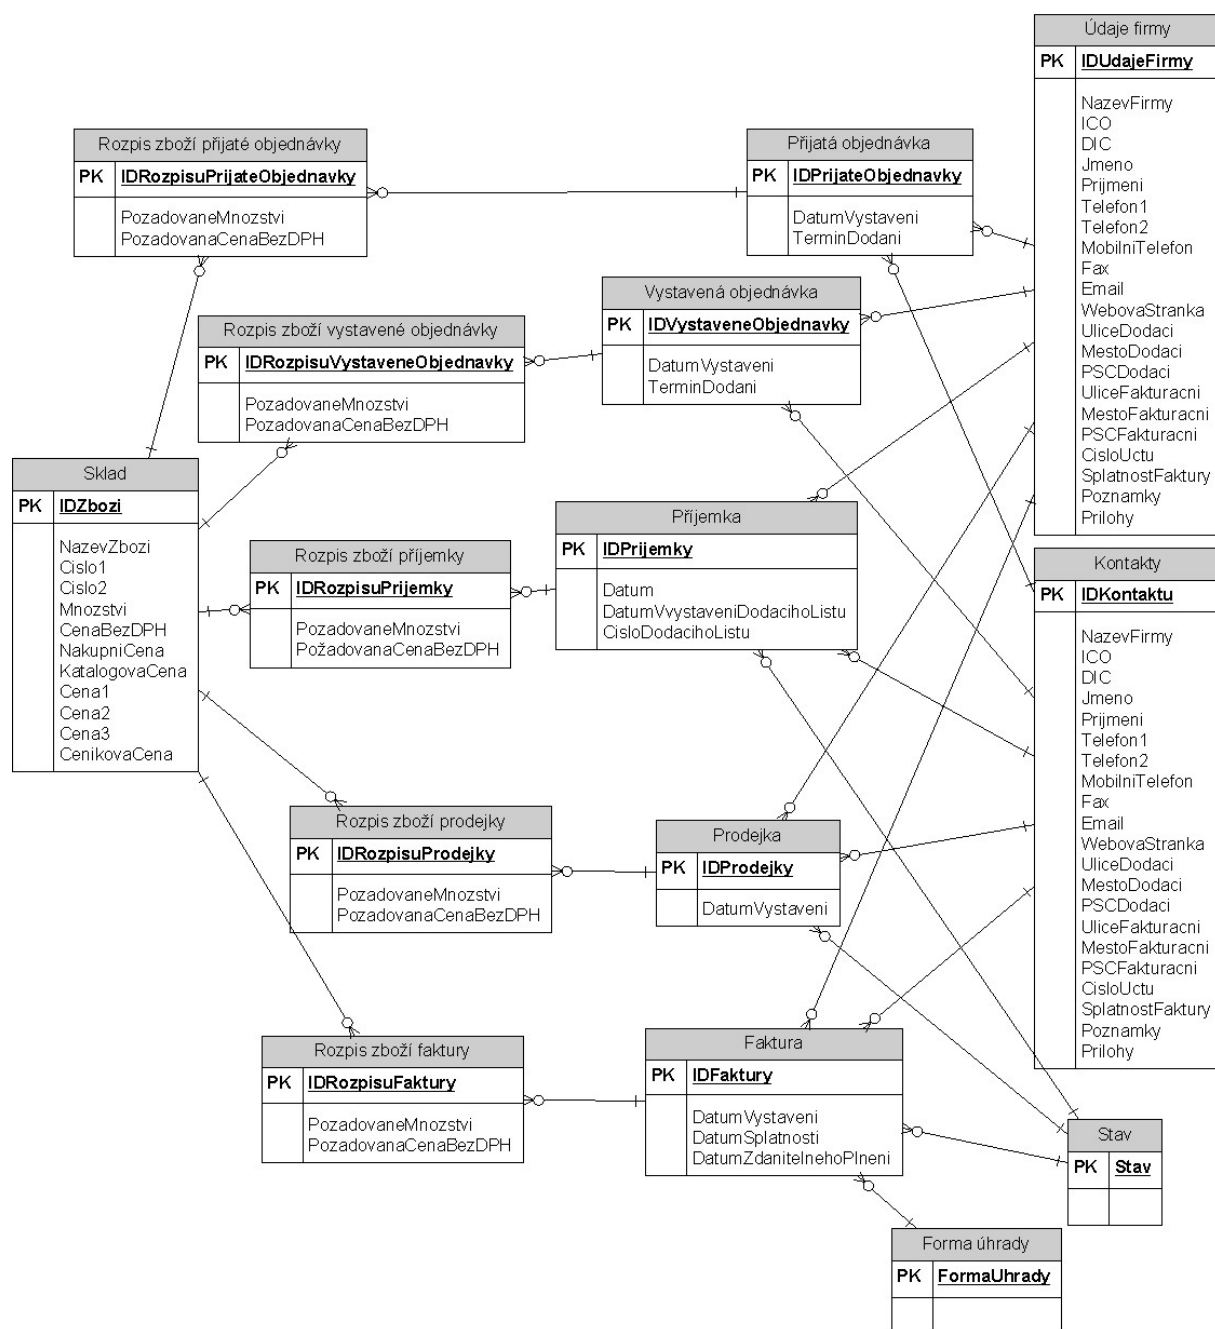 Údaje firmy
PK IDUdajeFirmy
NazevFirmy
ICO
DIC
Jmeno
Prijmeni
Telefon1
Telefon2
MobilniTelefon
Fax
Email
WebovaStranka
UliceDodaci
MestoDodaci
PSCDodaci
UliceFakturacni
MestoFakturacni
PSCFakturacni
CisloUctu
SplatnostFaktury
Poznamky
Prilohy
Rozpis zboží přijaté objednávky
PK IDRozpisuPrijateObjednavky
PozadovaneMnozstvi
PozadovanaCenaBezDPH
Přijatá objednávka
PK IDPrijateObjednavky
DatumVystaveni
TerminDodani
Rozpis zboží vystavené objednávky
PK IDRozpisuVystaveneObjednavky
PozadovaneMnozstvi
PozadovanaCenaBezDPH
Vystavená objednávka
PK IDVystaveneObjednavky
DatumVystaveni
TerminDodani
Sklad
PK IDZbozi
NazevZbozi
Cislo1
Cislo2
Mnozstvi
CenaBezDPH
NakupniCena
KatalogovaCena
Cena1
Cena2
Cena3
CenikovaCena
Rozpis zboží příjemky
PK IDRozpisuPrijemky
PozadovaneMnozstvi
PožadovanaCenaBezDPH
Příjemka
PK IDPrijemky
Datum
DatumVvystaveniDodacihoListu
CisloDodacihoListu
Kontakty
PK IDKontaktu
NazevFirmy
ICO
DIC
Jmeno
Prijmeni
Telefon1
Telefon2
MobilniTelefon
Fax
Email
WebovaStranka
UliceDodaci
MestoDodaci
PSCDodaci
UliceFakturacni
MestoFakturacni
PSCFakturacni
CisloUctu
SplatnostFaktury
Poznamky
Prilohy
Rozpis zboží prodejky
PK IDRozpisuProdejky
PozadovaneMnozstvi
PozadovanaCenaBezDPH
Prodejka
PK IDProdejky
DatumVystaveni
Rozpis zboží faktury
PK IDRozpisuFaktury
PozadovaneMnozstvi
PozadovanaCenaBezDPH
Faktura
PK IDFaktury
DatumVystaveni
DatumSplatnosti
DatumZdanitelnehoPlneni
Stav
PK Stav
Forma úhrady
PK FormaUhrady